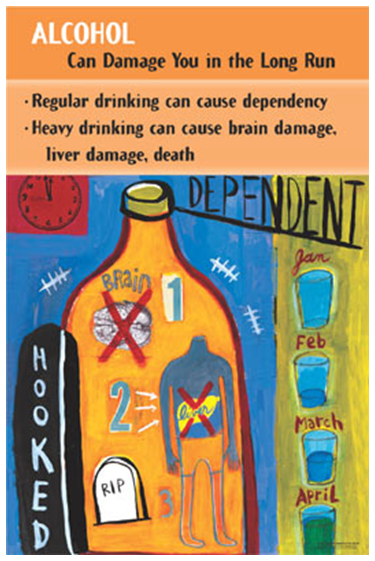 ALCOHOL
Can Damage You in the Long Run
· Regular drinking can cause dependency
· Heavy drinking can cause brain damage,
liver damage, death
DEPENDENT
Jan
BRAIN
1
Feb
HOOKED
2
liver
March
RIP
3
April